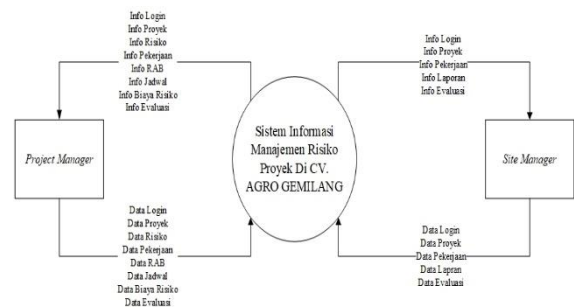 Info Login
Info Proyek
Info Risiko
Info Pekerjaan
Info RAB
Info Jadwal
Info Biaya Risiko
Info Evaluasi
Info Login
Info Proyek
Info Pekerjaan
Info Laporan
Info Evaluasi
Project Manager
Sistem Informasi
Manajemen Risiko
Proyek Di CV.
AGRO GEMILANG
Site Manager
Data Login
Data Proyek
Data Risiko
Data Pekerjaan
Data RAB
Data Jadwal
Data Biaya Risiko
Data Evaluasi
Data Login
Data Proyek
Data Pekerjaan
Data Lapran
Data Evaluasi